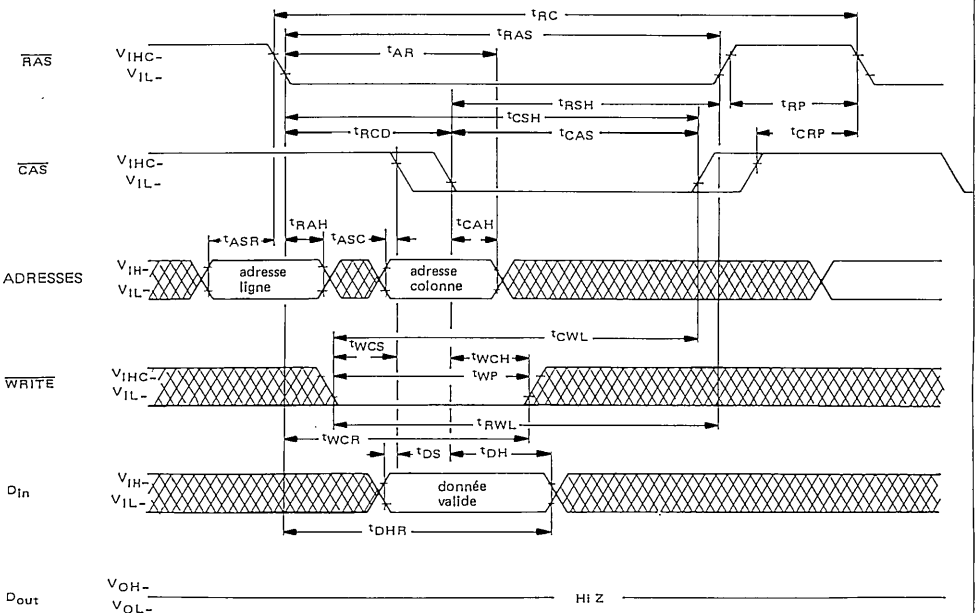 tRC
tRAS
tAR
RAS
VIHC-
VIL-
tRSH
tRP
tCSH
tRCD
tCAS
tCRP
CAS
VIHC-
VIL-
tRAH
tCAH
tASR
tASC
ADRESSES
VIH-
VIL-
adresse
ligne
adresse
colonne
tCWL
tWCS
tWCH
tWP
WRITE
VIHC-
VIL-
tRWL
tWCR
tDS
tDH
Din
VIH-
VIL-
donnée
valide
tDHR
Dout
VOH-
VOL-
Hi Z